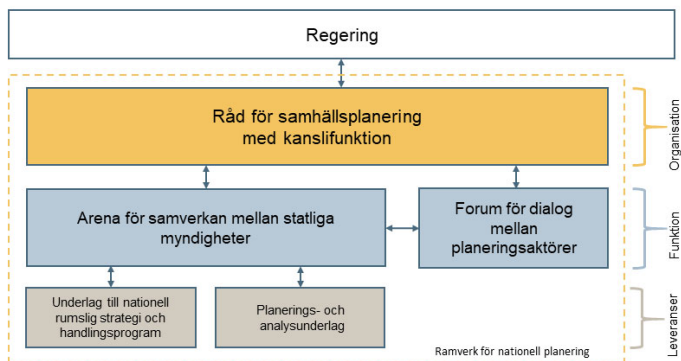 Regering
Råd för samhällsplanering
med kanslifunktion
Organisation
Arena för samverkan mellan statliga
myndigheter
Forum för dialog
mellan
planeringsaktörer
Funktion
Underlag till nationell
rumslig strategi och
handlingsprogram
Planerings- och
analysunderlag
Leveranser
Ramverk för nationell planering